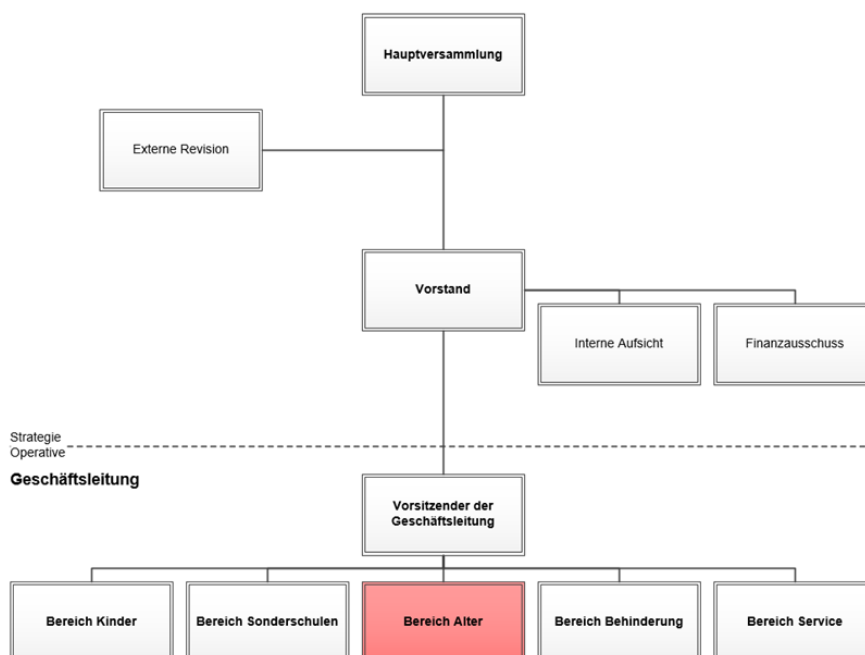 Hauptversammlung
Externe Revision
Vorstand
Interne Aufsicht
Finanzausschuss
Strategie
Operative
Geschäftsleitung
Vorsitzender der
Geschäftsleitung
Bereich Kinder
Bereich Sonderschulen
Bereich Alter
Bereich Behinderung
Bereich Service